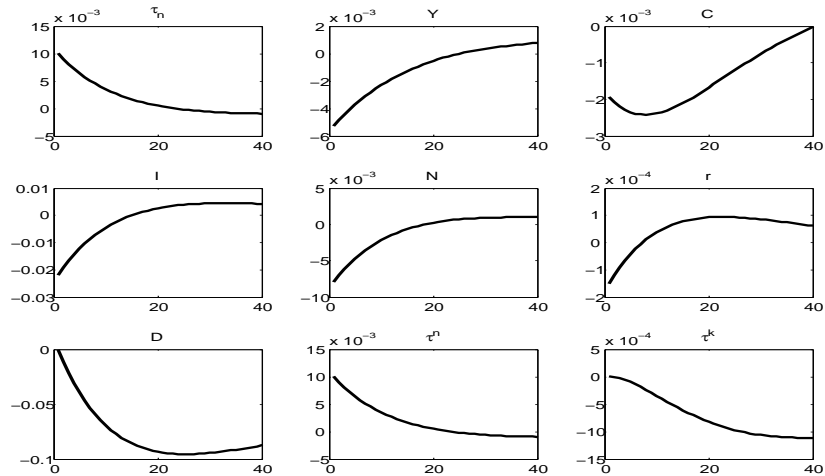 τn Y C
x 10⁻³ x 10⁻³ x 10⁻³
15 2 0
10 0 −1
5 −2
0 −4 −2
−5 −6 −3
0 20 40 0 20 40 0 20 40
I N r
x 10⁻³ x 10⁻⁴
0.01 5 2
0 0 1
−0.01 0
−0.02 −5 −1
−0.03 −10 −2
0 20 40 0 20 40 0 20 40
D τⁿ τᵏ
x 10⁻³ x 10⁻⁴
0 15 5
10 0
−0.05 5 −5
0 −10
−0.1 −5 −15
0 20 40 0 20 40 0 20 40